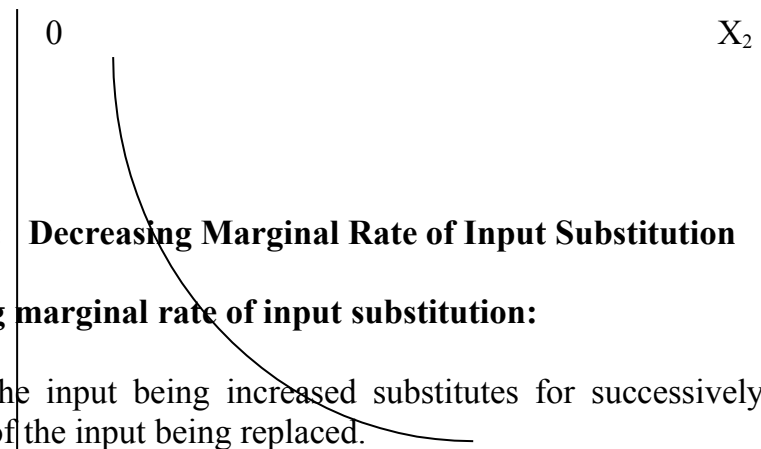 0 X₂
Decreasing Marginal Rate of Input Substitution
marginal rate of input substitution:
he input being increased substitutes for successively
of the input being replaced.